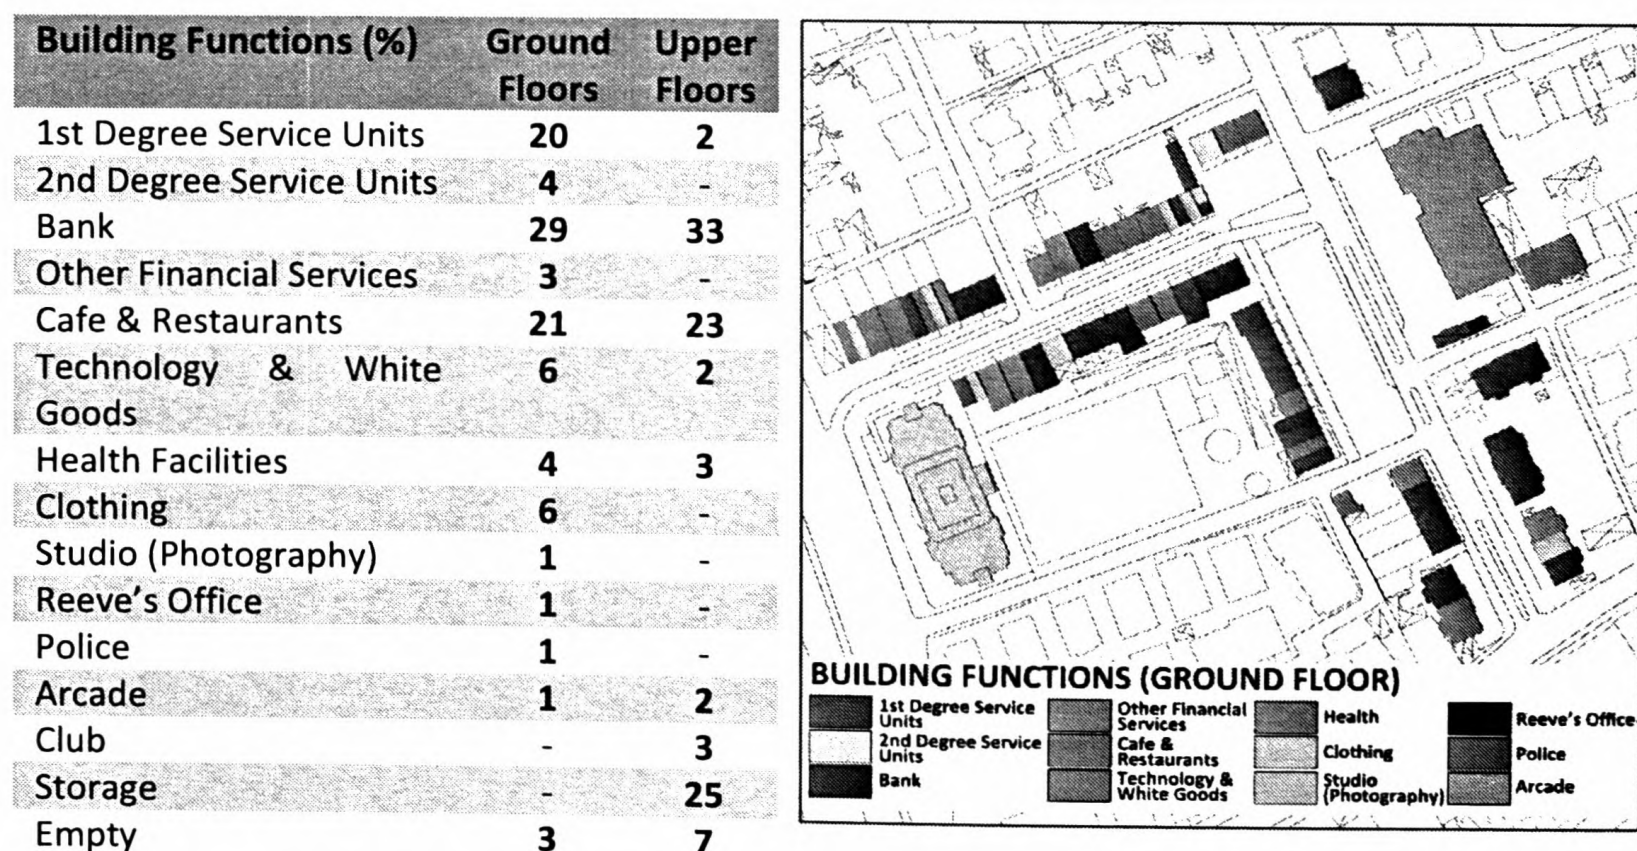 Building Functions (%) Ground Floors Upper Floors
1st Degree Service Units 20 2
2nd Degree Service Units 4 -
Bank 29 33
Other Financial Services 3 -
Cafe & Restaurants 21 23
Technology & White 6 2
Goods
Health Facilities 4 3
Clothing 6 -
Studio (Photography) 1 -
Reeve's Office 1 -
Police 1 -
Arcade 1 2
Club - 3
Storage - 25
Empty 3 7
BUILDING FUNCTIONS (GROUND FLOOR)
1st Degree Service
Units
2nd Degree Service
Units
Bank
Other Financial
Services
Cafe &
Restaurants
Technology &
White Goods
Health
Clothing
Studio
(Photography)
Reeve's Office
Police
Arcade